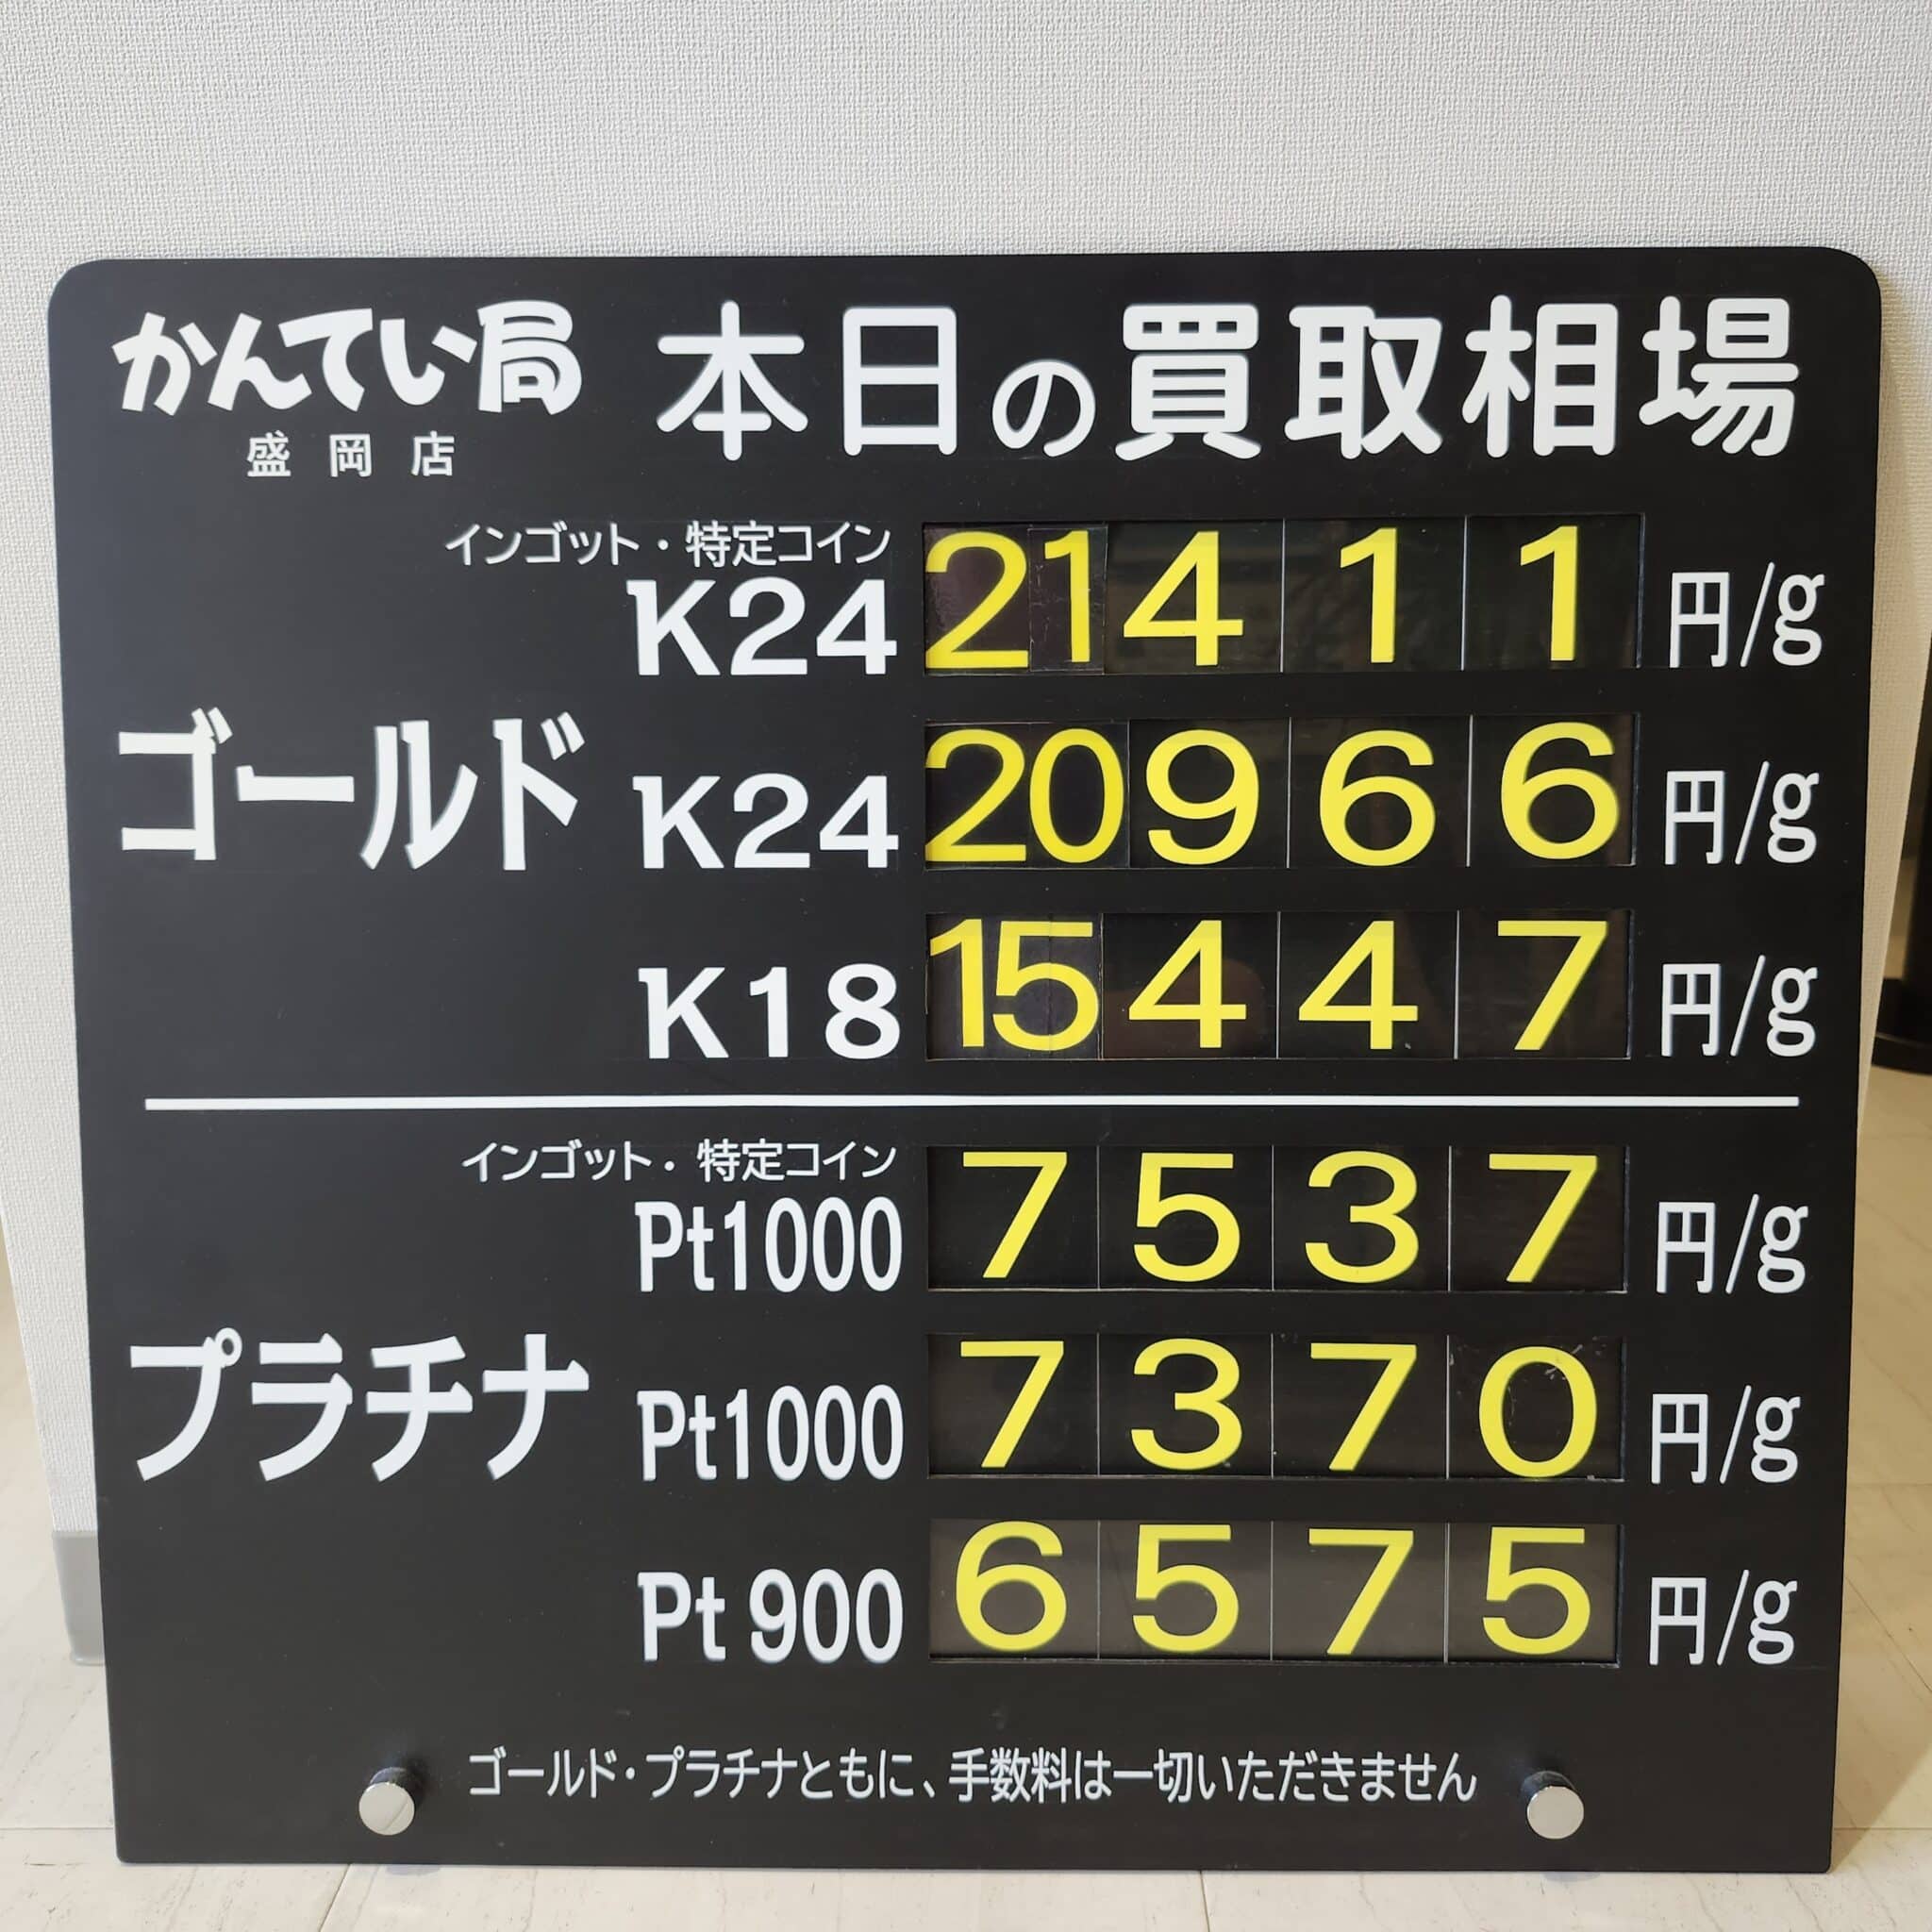 かんてい局 本日の買取相場
盛岡店
インゴット・特定コイン
K24 21411 円/g
ゴールド K24 20966 円/g
K18 15447 円/g
インゴット・特定コイン
Pt1000 7537 円/g
プラチナ Pt1000 7370 円/g
Pt900 6575 円/g
ゴールド・プラチナともに、手数料は一切いただきません